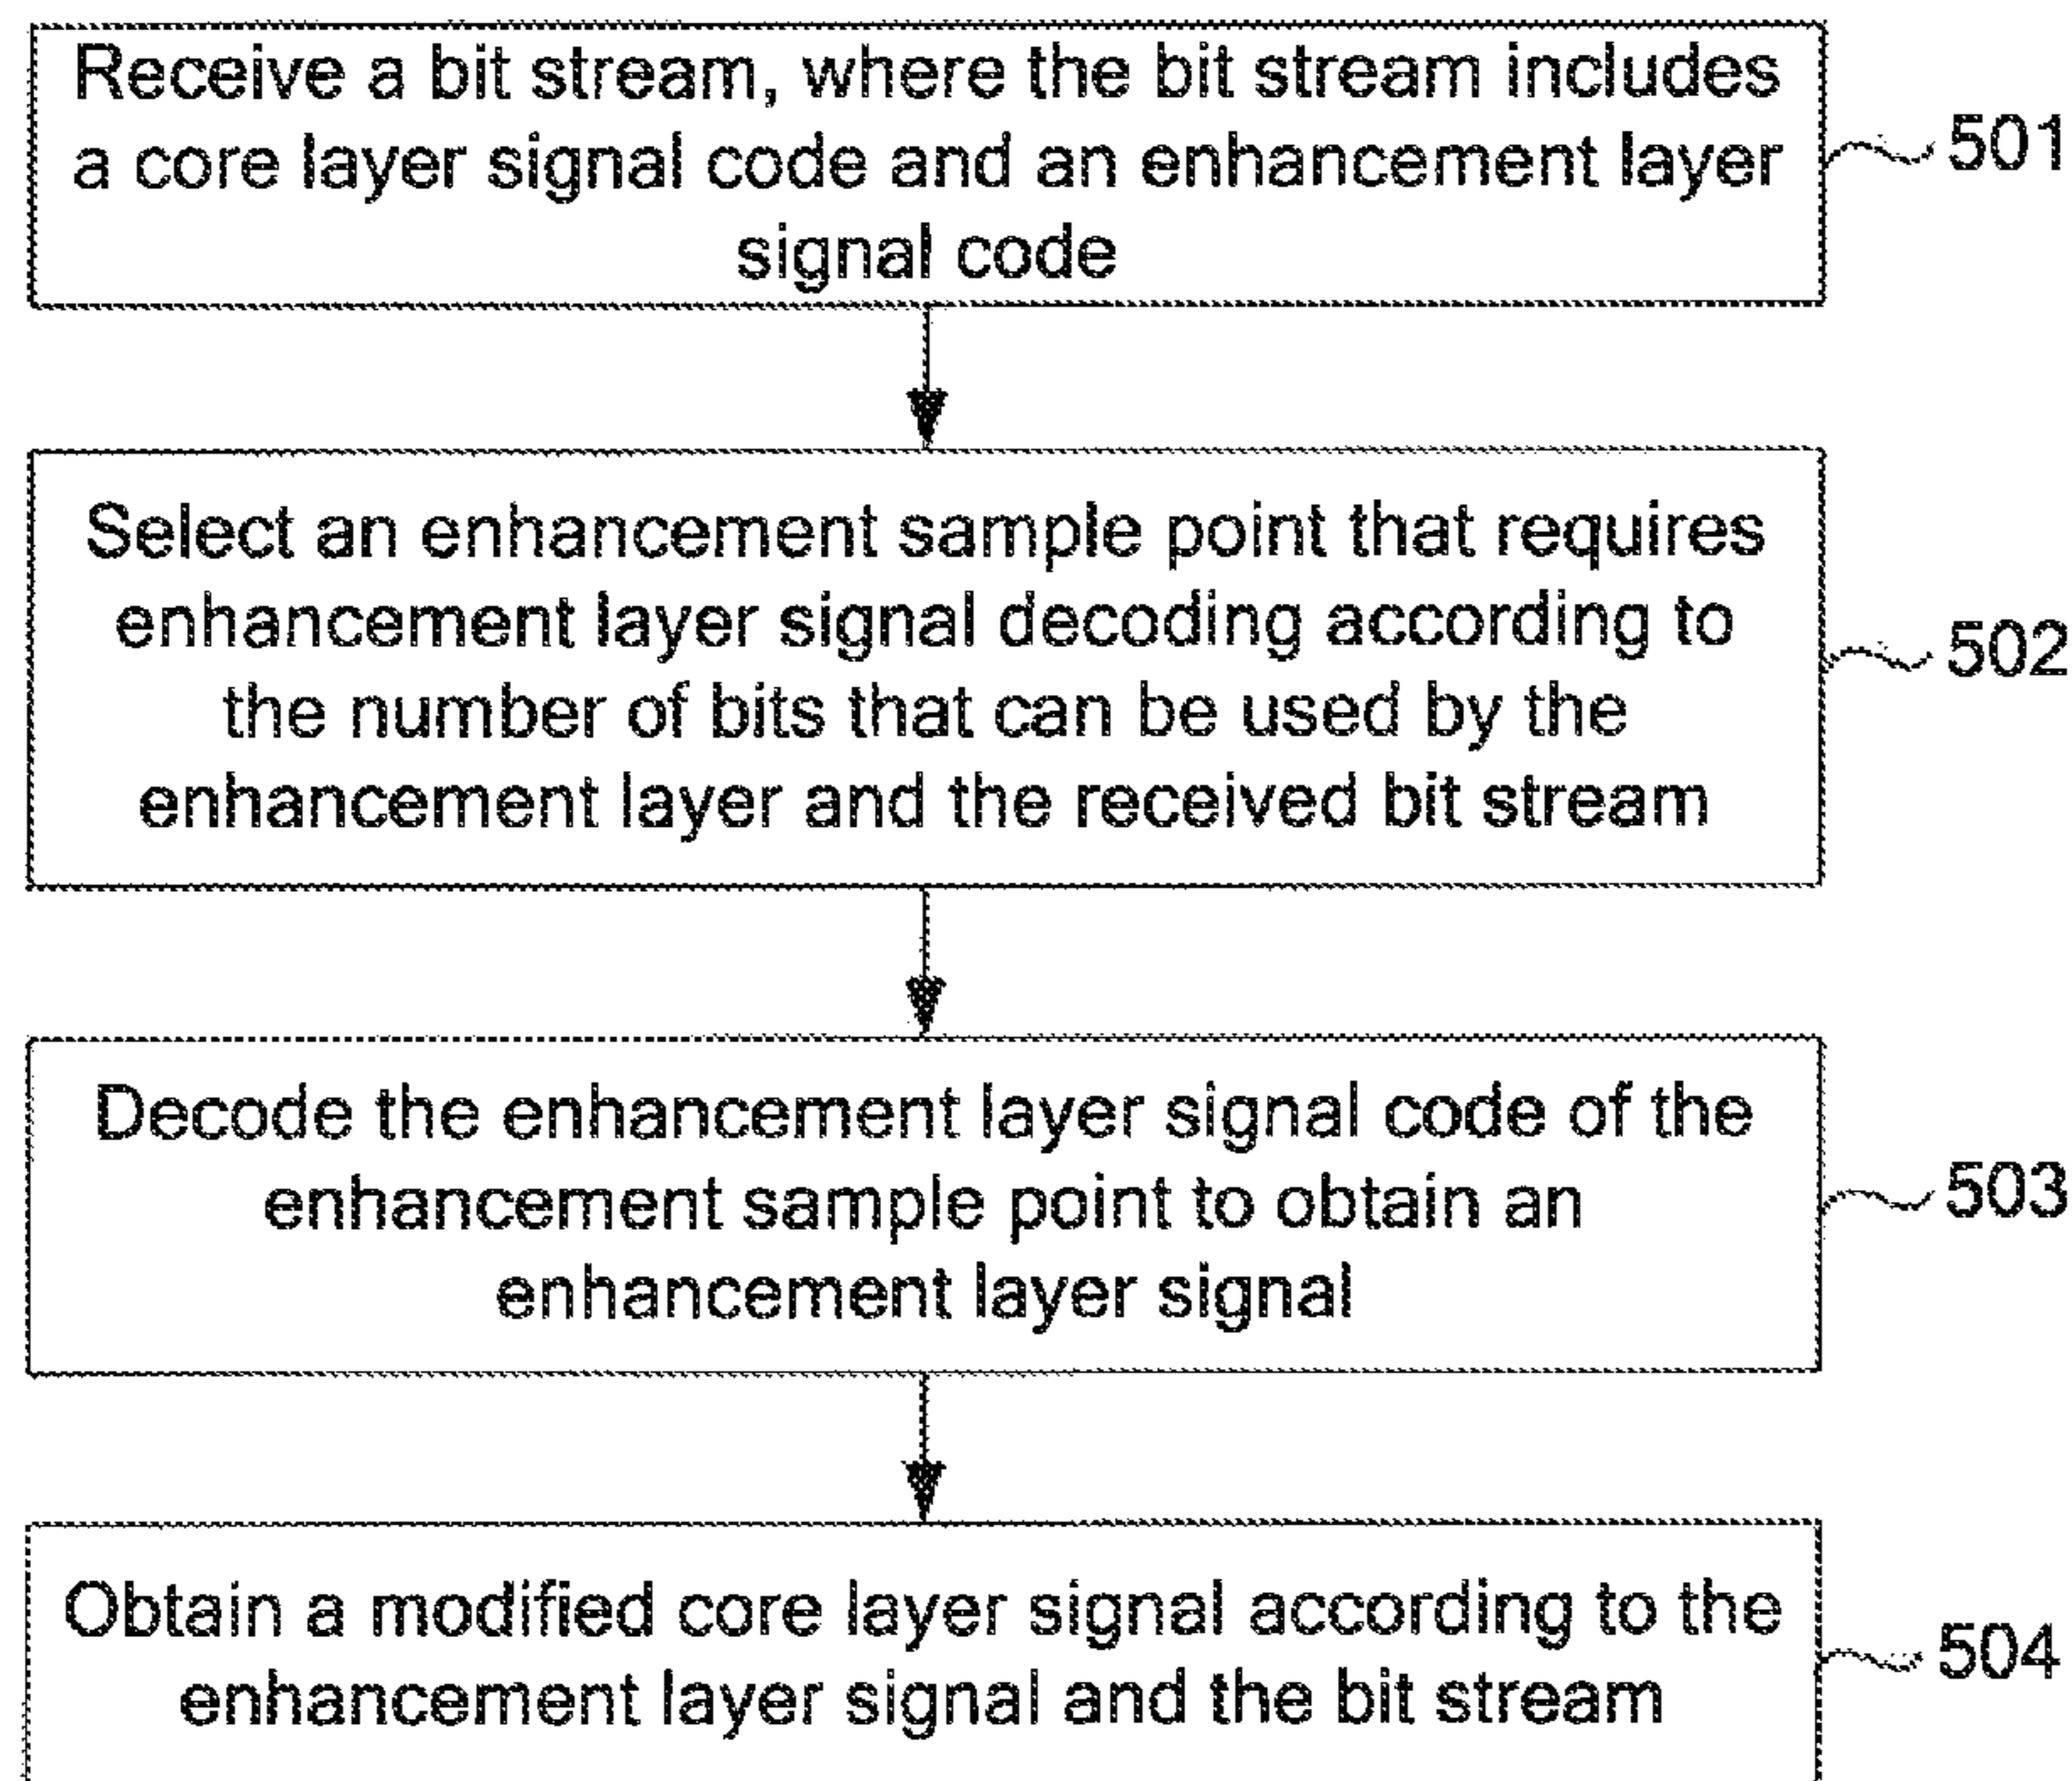 Receive a bit stream, where the bit stream includes
a core layer signal code and an enhancement layer
signal code
501
Select an enhancement sample point that requires
enhancement layer signal decoding according to
the number of bits that can be used by the
enhancement layer and the received bit stream
502
Decode the enhancement layer signal code of the
enhancement sample point to obtain an
enhancement layer signal
503
Obtain a modified core layer signal according to the
enhancement layer signal and the bit stream
504